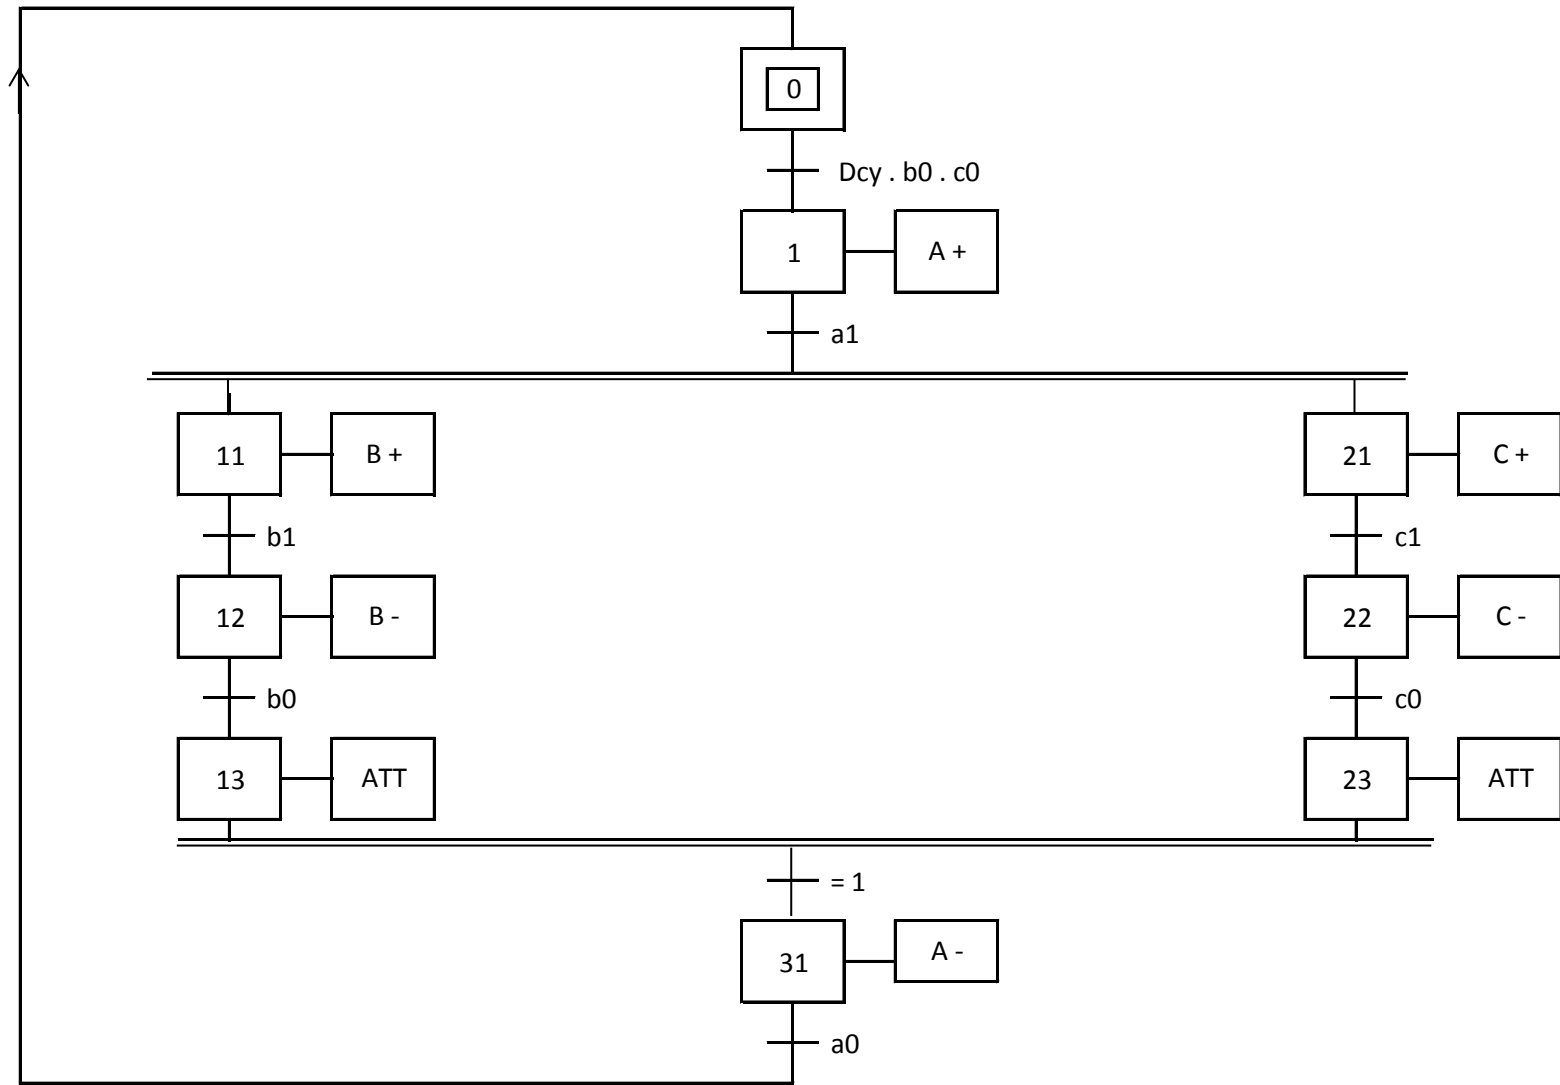 0
Dcy . b0 . c0
1
A +
a1
11
B +
21
C +
b1
c1
12
B -
22
C -
b0
c0
13
ATT
23
ATT
= 1
31
A -
a0